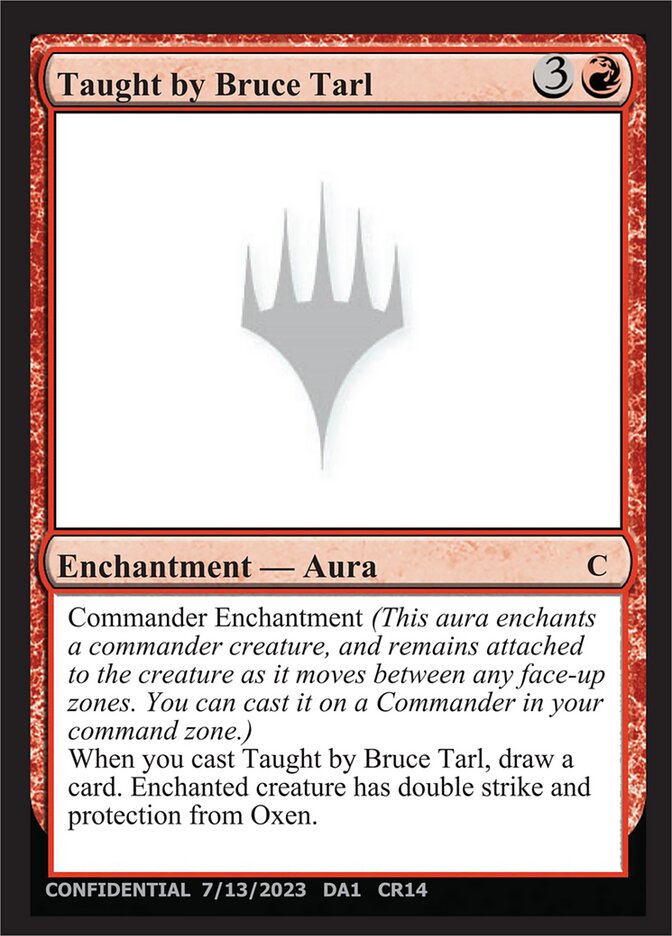 Taught by Bruce Tarl 3
Enchantment — Aura C
Commander Enchantment (This aura enchants
a commander creature, and remains attached
to the creature as it moves between any face-up
zones. You can cast it on a Commander in your
command zone.)
When you cast Taught by Bruce Tarl, draw a
card. Enchanted creature has double strike and
protection from Oxen.
CONFIDENTIAL 7/13/2023 DA1 CR14